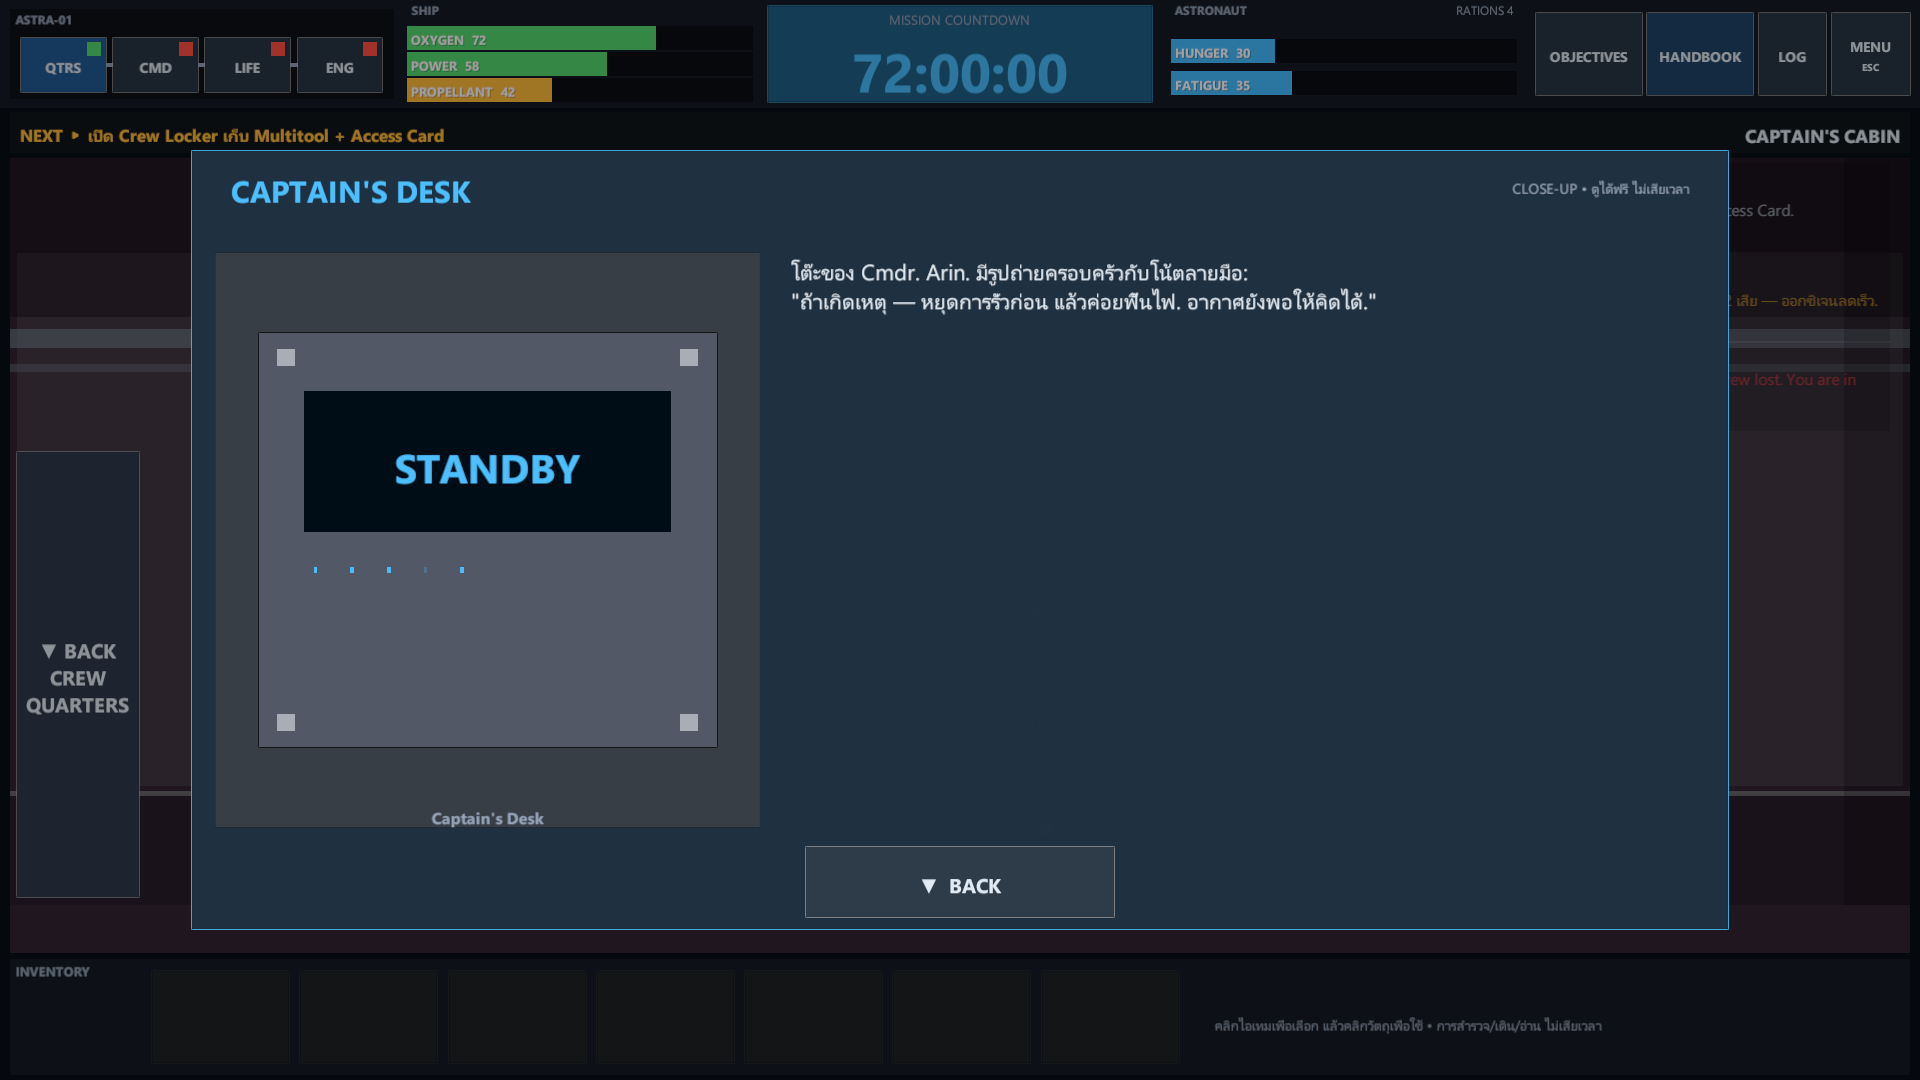 ASTRA-01
QTRS
CMD
LIFE
ENG
SHIP
OXYGEN 72
POWER 58
PROPELLANT 42
MISSION COUNTDOWN
72:00:00
ASTRONAUT
RATIONS 4
HUNGER 30
FATIGUE 35
OBJECTIVES
HANDBOOK
LOG
MENU
ESC
NEXT ▸ เปิด Crew Locker เก็บ Multitool + Access Card
CAPTAIN'S CABIN
CAPTAIN'S DESK
CLOSE-UP • ดูได้ฟรี ไม่เสียเวลา
Card.
โต๊ะของ Cmdr. Arin. มีรูปถ่ายครอบครัวกับโน้ตลายมือ:
"ถ้าเกิดเหตุ — หยุดการรั่วก่อน แล้วค่อยฟื้นไฟ. อากาศยังพอให้คิดได้."
เสีย — ออกซิเจนลดเร็ว.
lost. You are in
STANDBY
Captain's Desk
▼ BACK
CREW
QUARTERS
▼ BACK
INVENTORY
คลิกไอเทมเพื่อเลือก แล้วคลิกวัตถุเพื่อใช้ • การสำรวจ/เดิน/อ่าน ไม่เสียเวลา